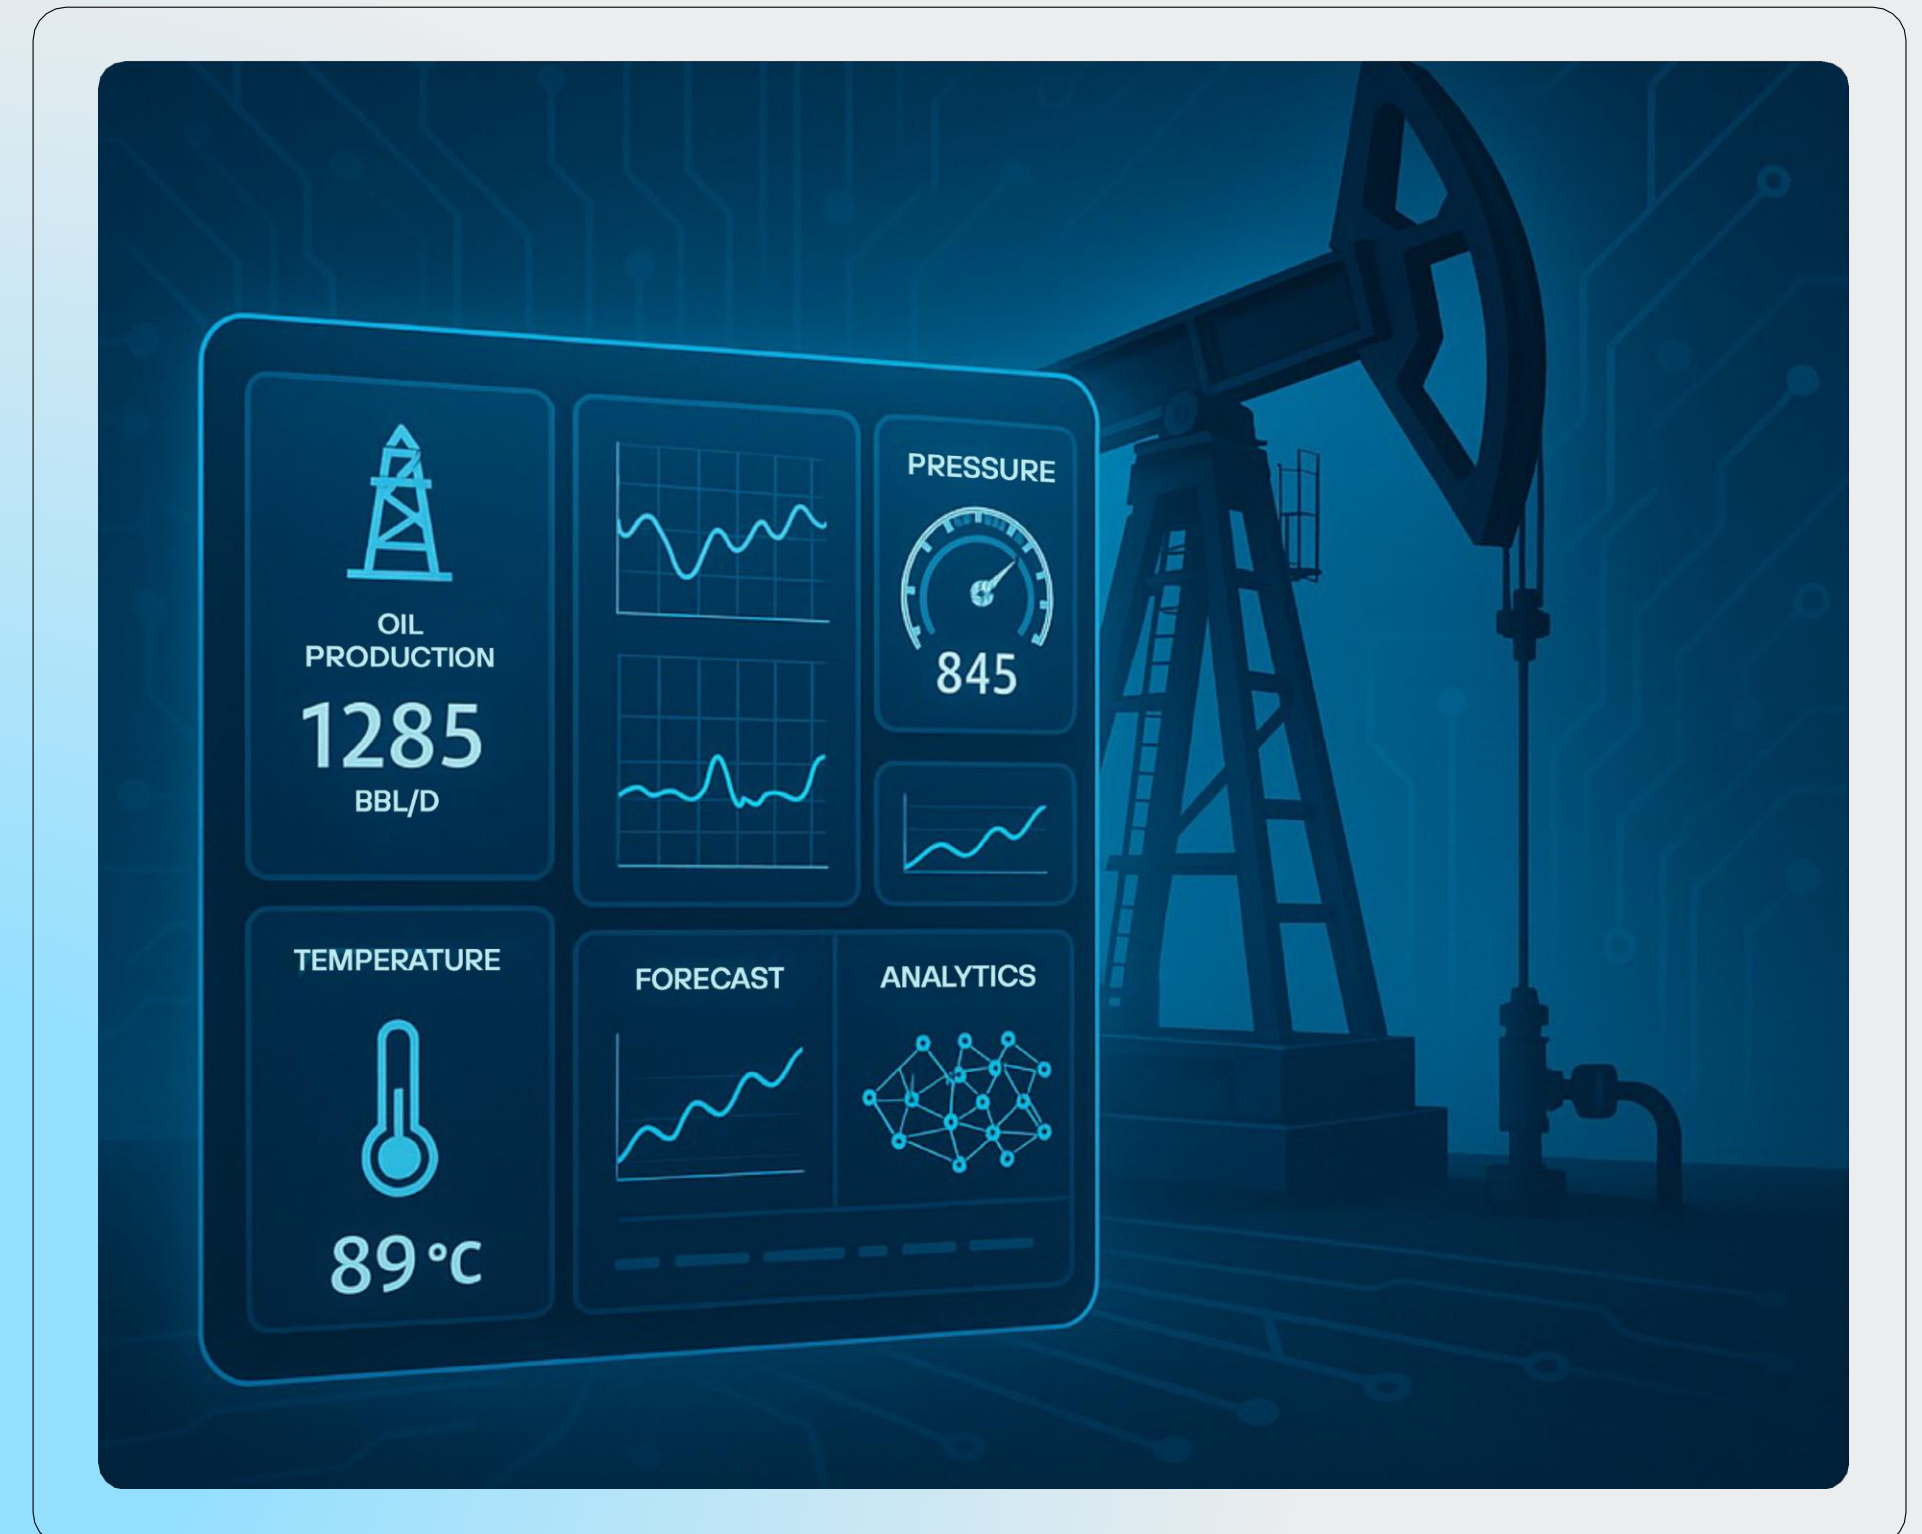 OIL
PRODUCTION
1285
BBL/D
PRESSURE
845
TEMPERATURE
89 °C
FORECAST
ANALYTICS